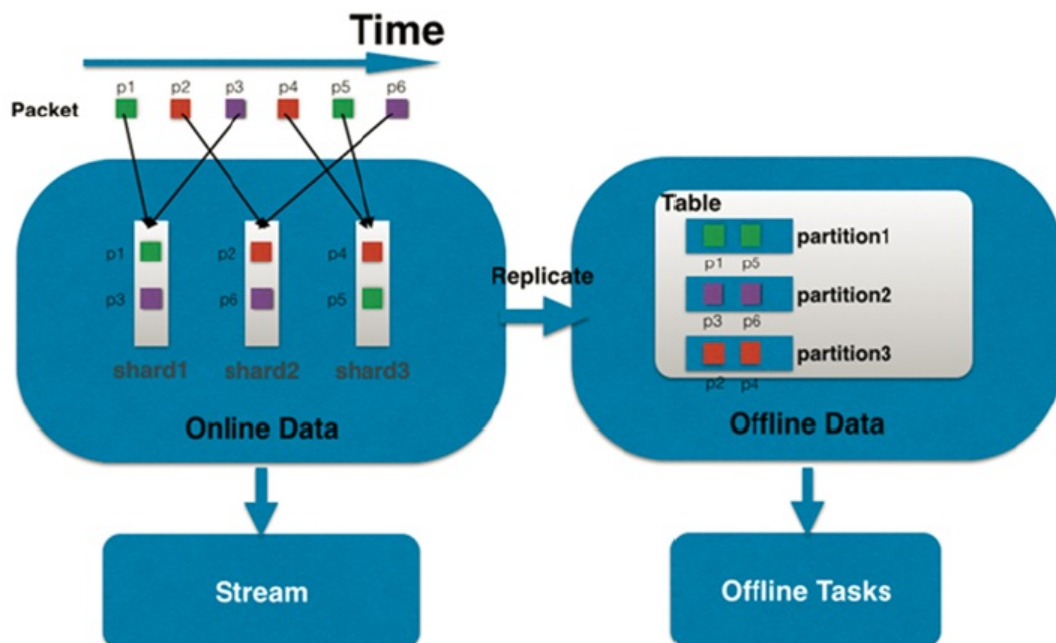 Time
p1 p2 p3 p4 p5 p6
Packet
p1 p2 p4
p3 p6 p5
shard1 shard2 shard3
Online Data
Replicate
Table
partition1
p1 p5
partition2
p3 p6
partition3
p2 p4
Offline Data
Stream
Offline Tasks